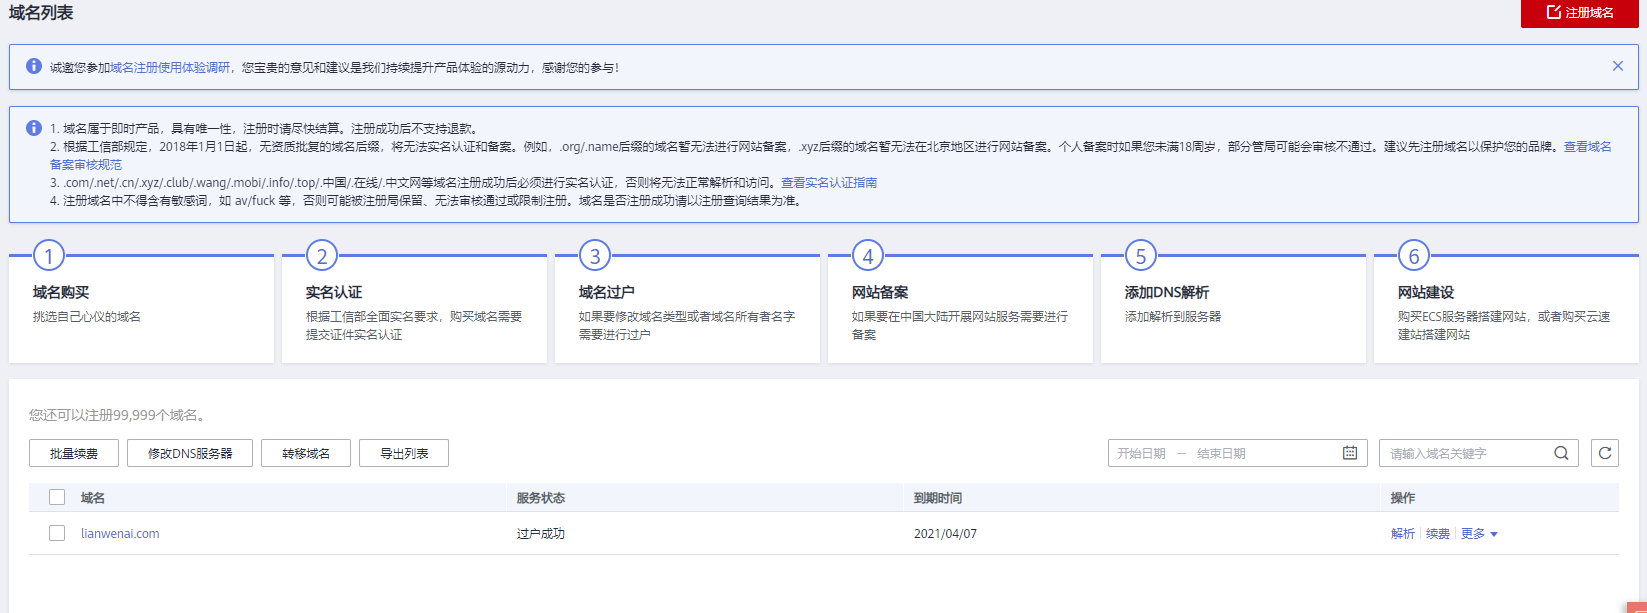 域名列表
注册域名
诚邀您参加域名注册使用体验调研，您宝贵的意见和建议是我们持续提升产品体验的源动力，感谢您的参与！
1. 域名属于即时产品，具有唯一性，注册时请尽快结算。注册成功后不支持退款。
2. 根据工信部规定，2018年1月1日起，无资质批复的域名后缀，将无法实名认证和备案。例如，.org/.name后缀的域名暂无法进行网站备案，.xyz后缀的域名暂无法在北京地区进行网站备案。个人备案时如果您未满18周岁，部分管局可能会审核不通过。建议先注册域名以保护您的品牌。查看域名
备案审核规范
3. .com/.net/.cn/.xyz/.club/.wang/.mobi/.info/.top/.中国/.在线/.中文网等域名注册成功后必须进行实名认证，否则将无法正常解析和访问。查看实名认证指南
4. 注册域名中不得含有敏感词，如 av/fuck 等，否则可能被注册局保留、无法审核通过或限制注册。域名是否注册成功请以注册查询结果为准。
1
域名购买
挑选自己心仪的域名
2
实名认证
根据工信部全面实名要求，购买域名需要
提交证件实名认证
3
域名过户
如果要修改域名类型或者域名所有者名字
需要进行过户
4
网站备案
如果要在中国大陆开展网站服务需要进行
备案
5
添加DNS解析
添加解析到服务器
6
网站建设
购买ECS服务器搭建网站，或者购买云速
建站搭建网站
您还可以注册99,999个域名。
批量续费 修改DNS服务器 转移域名 导出列表 开始日期 — 结束日期 请输入域名关键字
域名 服务状态 到期时间 操作
lianwenai.com 过户成功 2021/04/07 解析 续费 更多